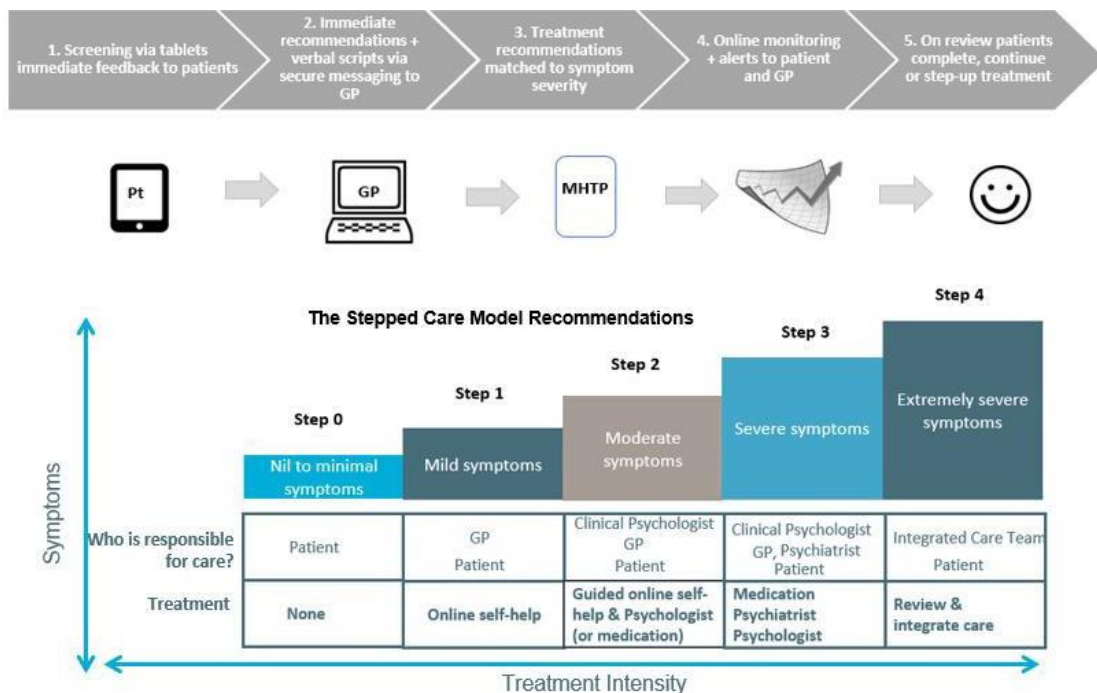 1. Screening via tablets
immediate feedback to patients
2. Immediate
recommendations +
verbal scripts via
secure messaging to
GP
3. Treatment
recommendations
matched to symptom
severity
4. Online monitoring
+ alerts to patient
and GP
5. On review patients
complete, continue
or step-up treatment
Pt
GP
MHTP
The Stepped Care Model Recommendations
Step 0
Step 1
Step 2
Step 3
Step 4
Nil to minimal
symptoms
Mild symptoms
Moderate
symptoms
Severe symptoms
Extremely severe
symptoms
Symptoms
Who is responsible
for care?
Patient
GP
Patient
Clinical Psychologist
GP
Patient
Clinical Psychologist
GP, Psychiatrist
Patient
Integrated Care Team
Patient
Treatment
None
Online self-help
Guided online self-
help & Psychologist
(or medication)
Medication
Psychiatrist
Psychologist
Review &
integrate care
Treatment Intensity